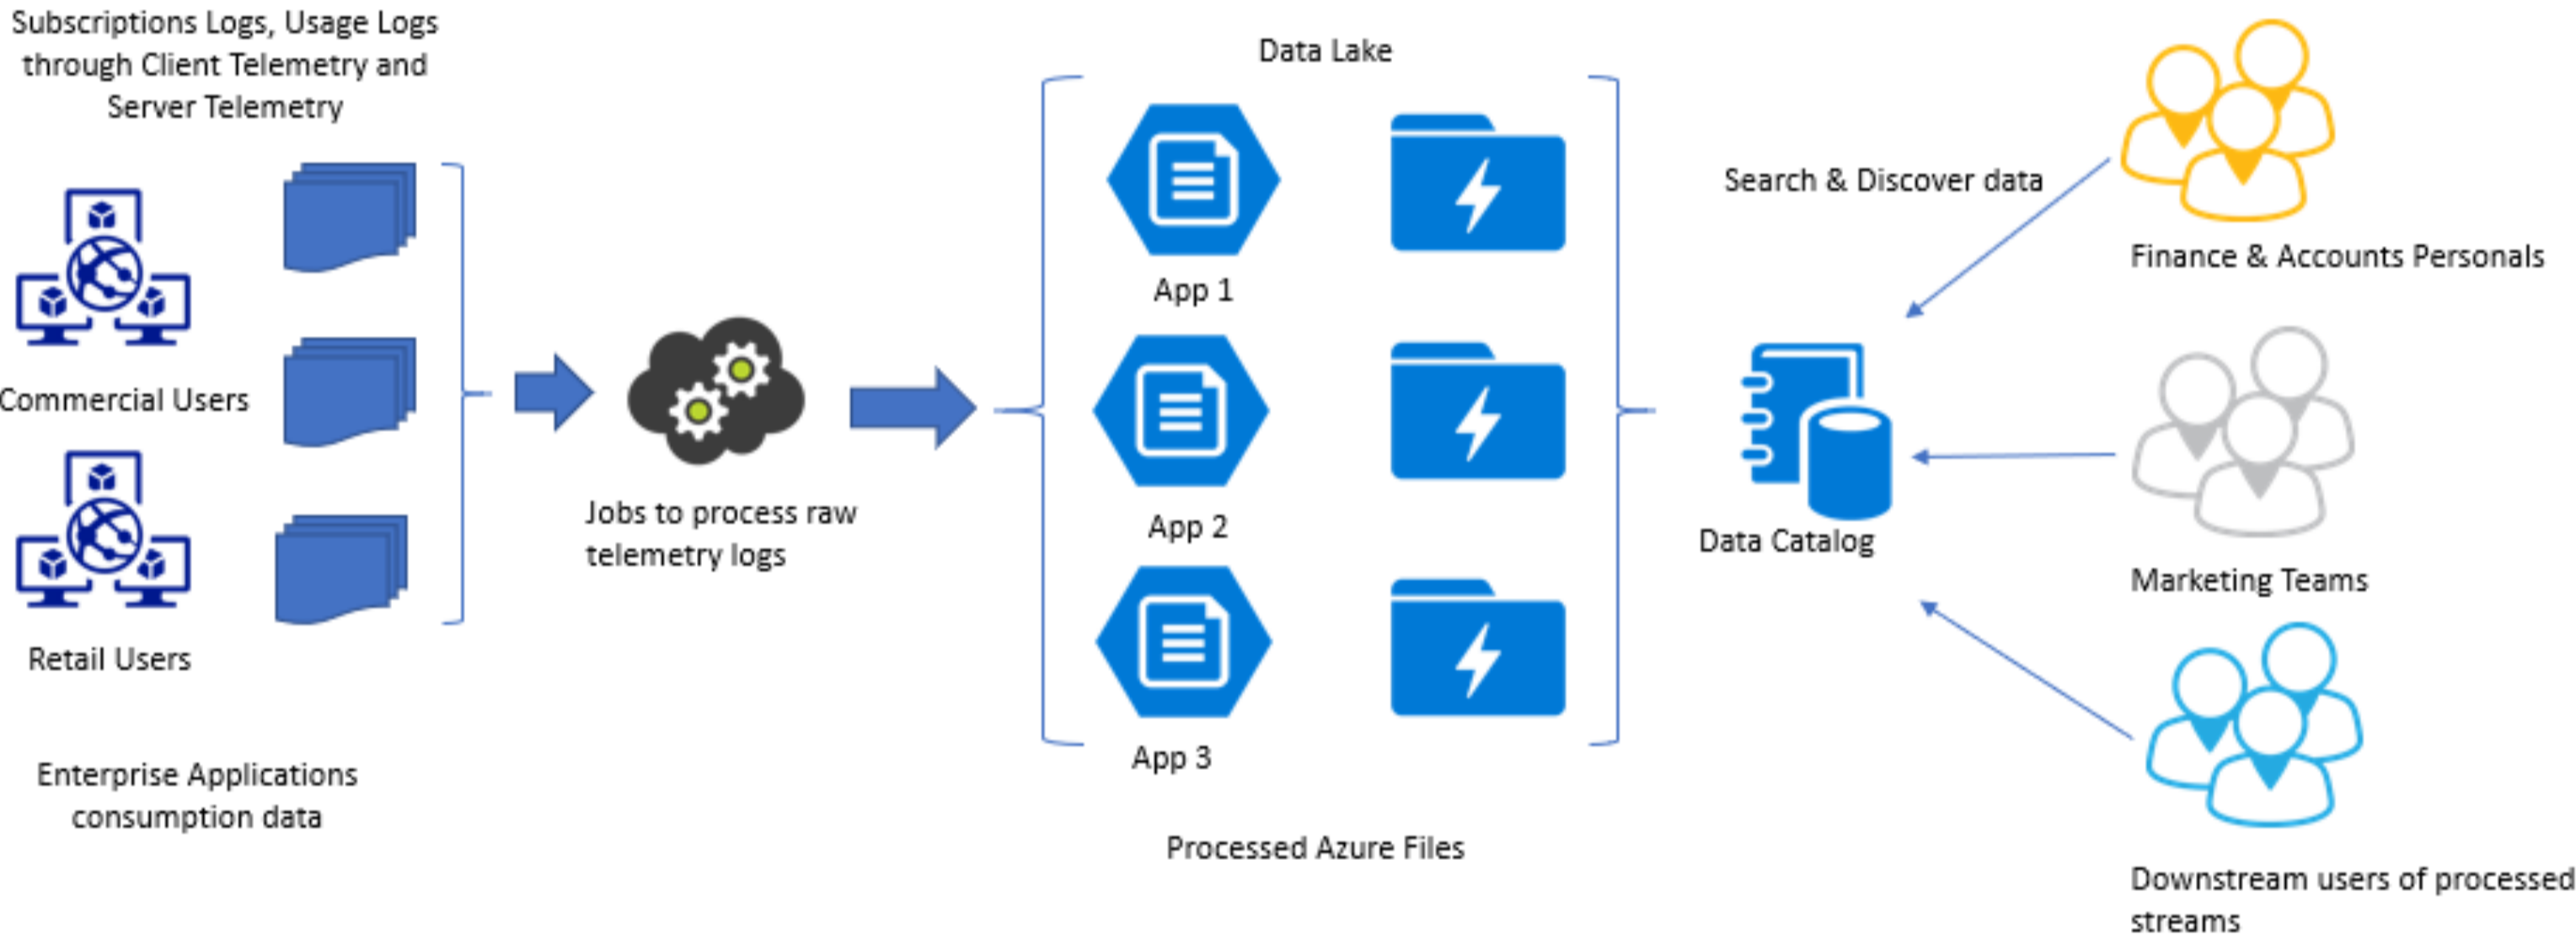 Subscriptions Logs, Usage Logs
through Client Telemetry and
Server Telemetry
Commercial Users
Retail Users
Enterprise Applications
consumption data
Jobs to process raw
telemetry logs
Data Lake
App 1
App 2
App 3
Processed Azure Files
Search & Discover data
Data Catalog
Finance & Accounts Personals
Marketing Teams
Downstream users of processed
streams